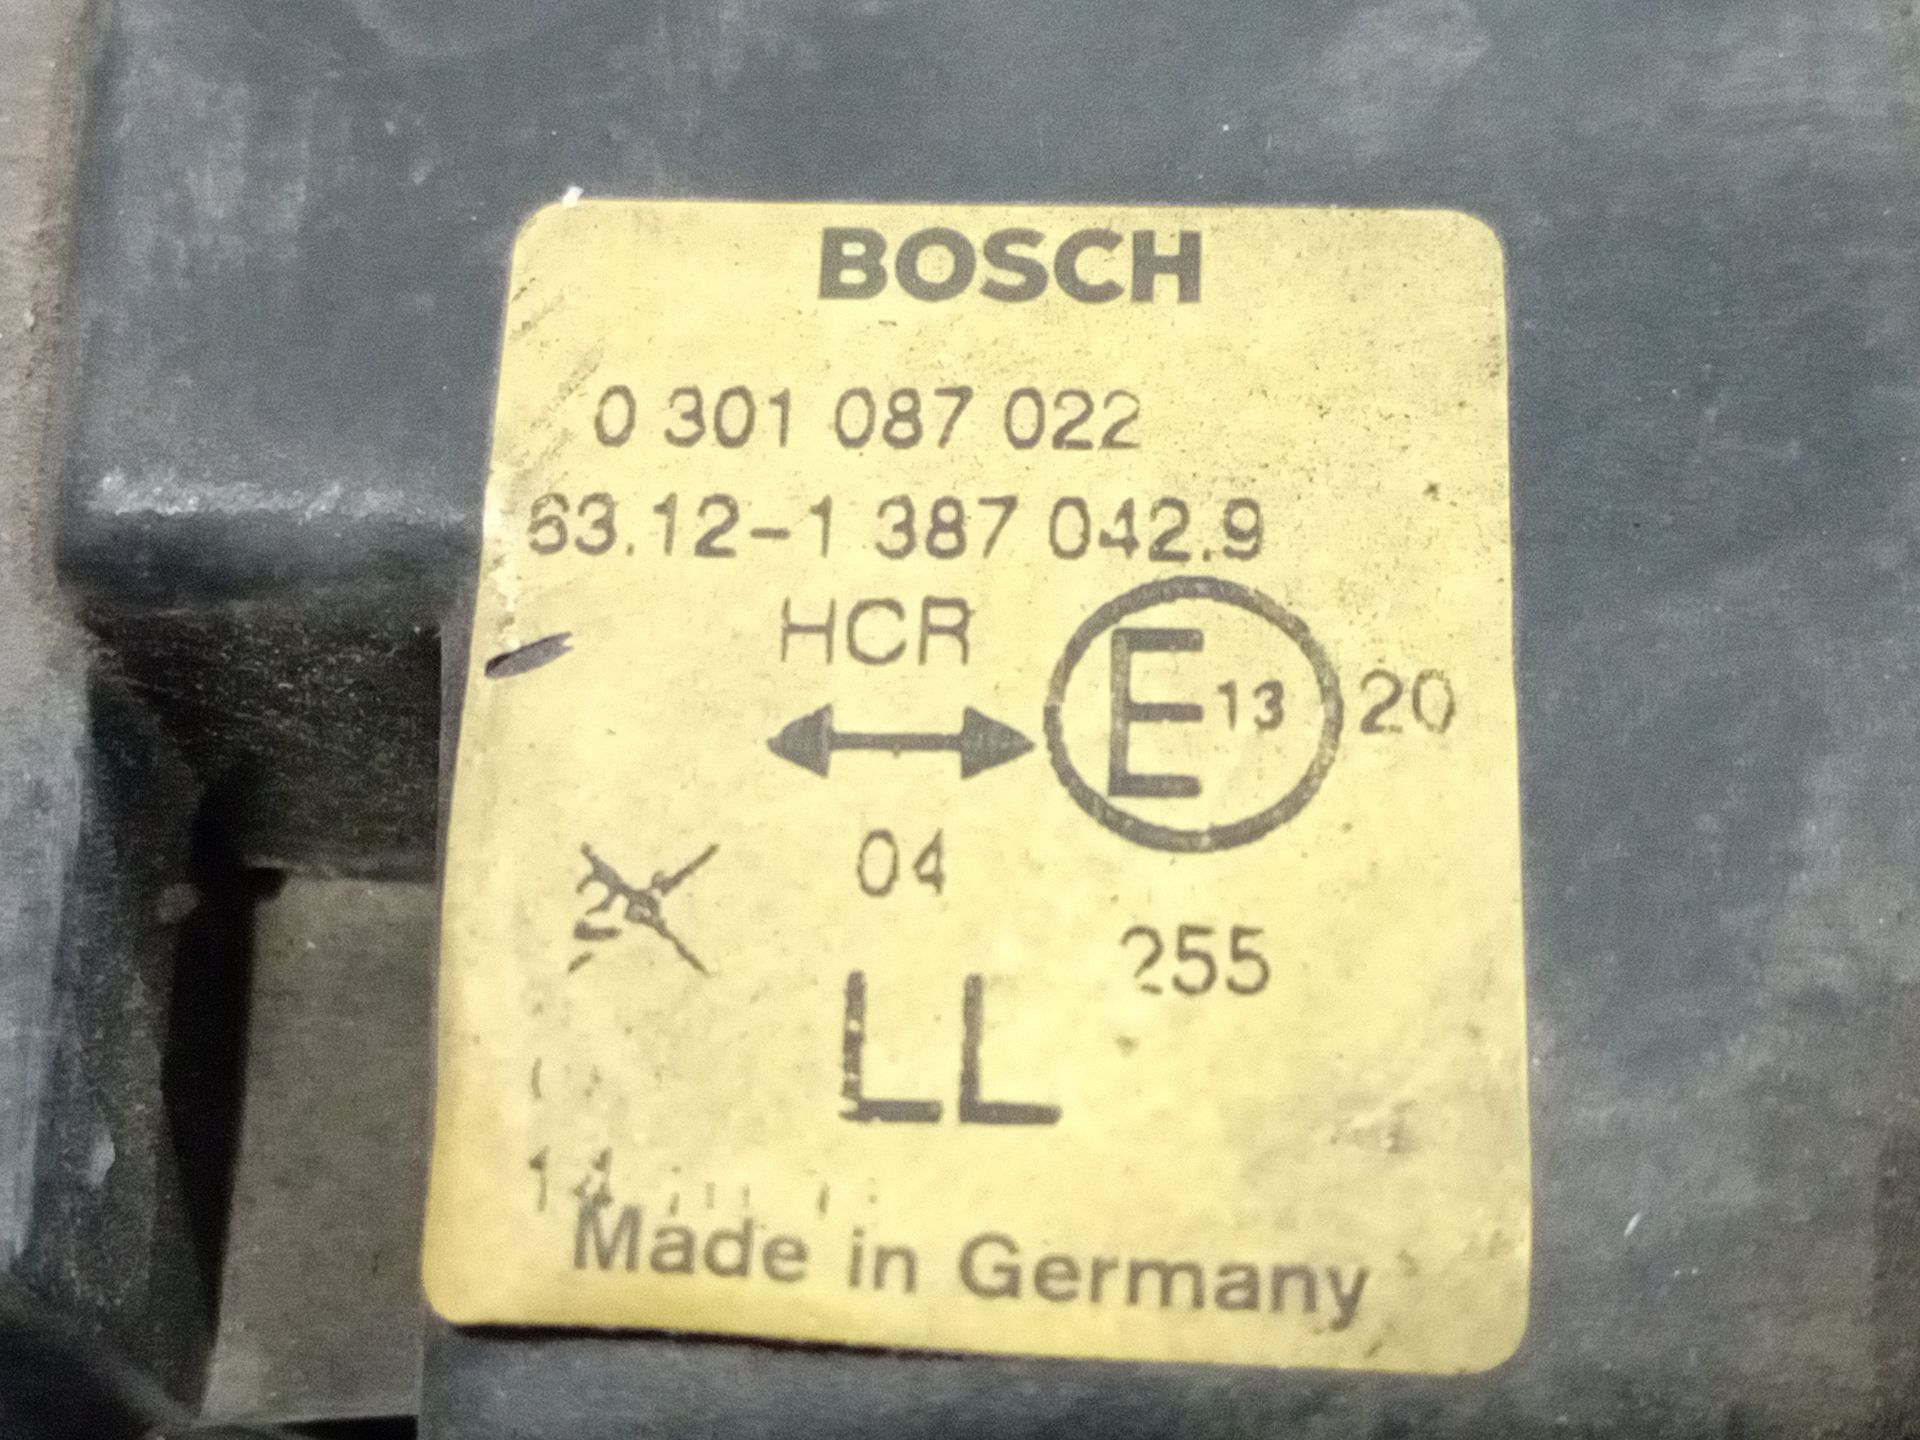 BOSCH
0 301 087 022
63.12-1 387 042.9
HCR
E 13 20
04
255
LL
Made in Germany